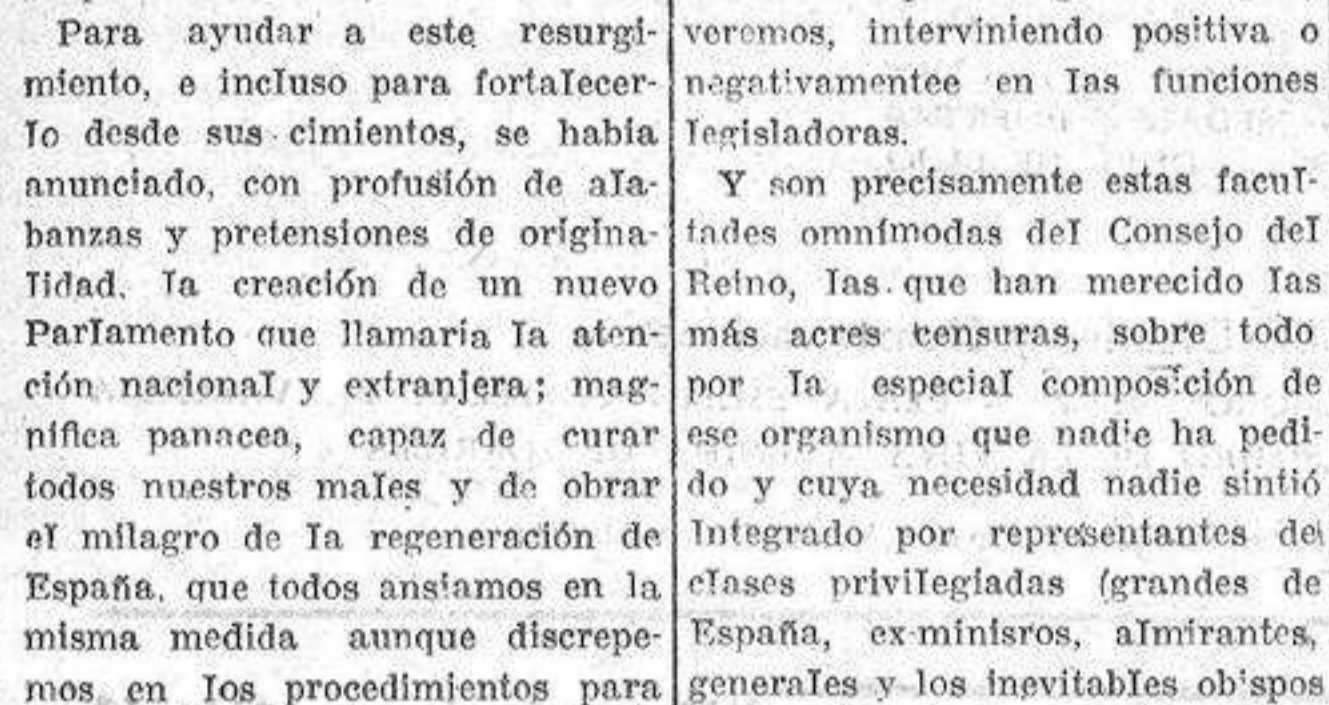 Para ayudar a este resurgi-
miento, e incluso para fortalecer-
lo desde sus cimientos, se había
anunciado, con profusión de ala-
banzas y pretensiones de origina-
lidad, la creación de un nuevo
Parlamento que llamaría la aten-
ción nacional y extranjera; mag-
nífica panacea, capaz de curar
todos nuestros males y de obrar
el milagro de la regeneración de
España, que todos ansiamos en la
misma medida aunque discrepe-
mos en los procedimientos para
veremos, interviniendo positiva o
negativamentee en las funciones
legisladoras.
Y son precisamente estas facul-
tades omnímodas del Consejo del
Reino, las que han merecido las
más acres censuras, sobre todo
por la especial composición de
ese organismo que nadie ha pedi-
do y cuya necesidad nadie sintió
Integrado por representantes de
clases privilegiadas (grandes de
España, ex-minisros, almirantes,
generales y los inevitables obispos